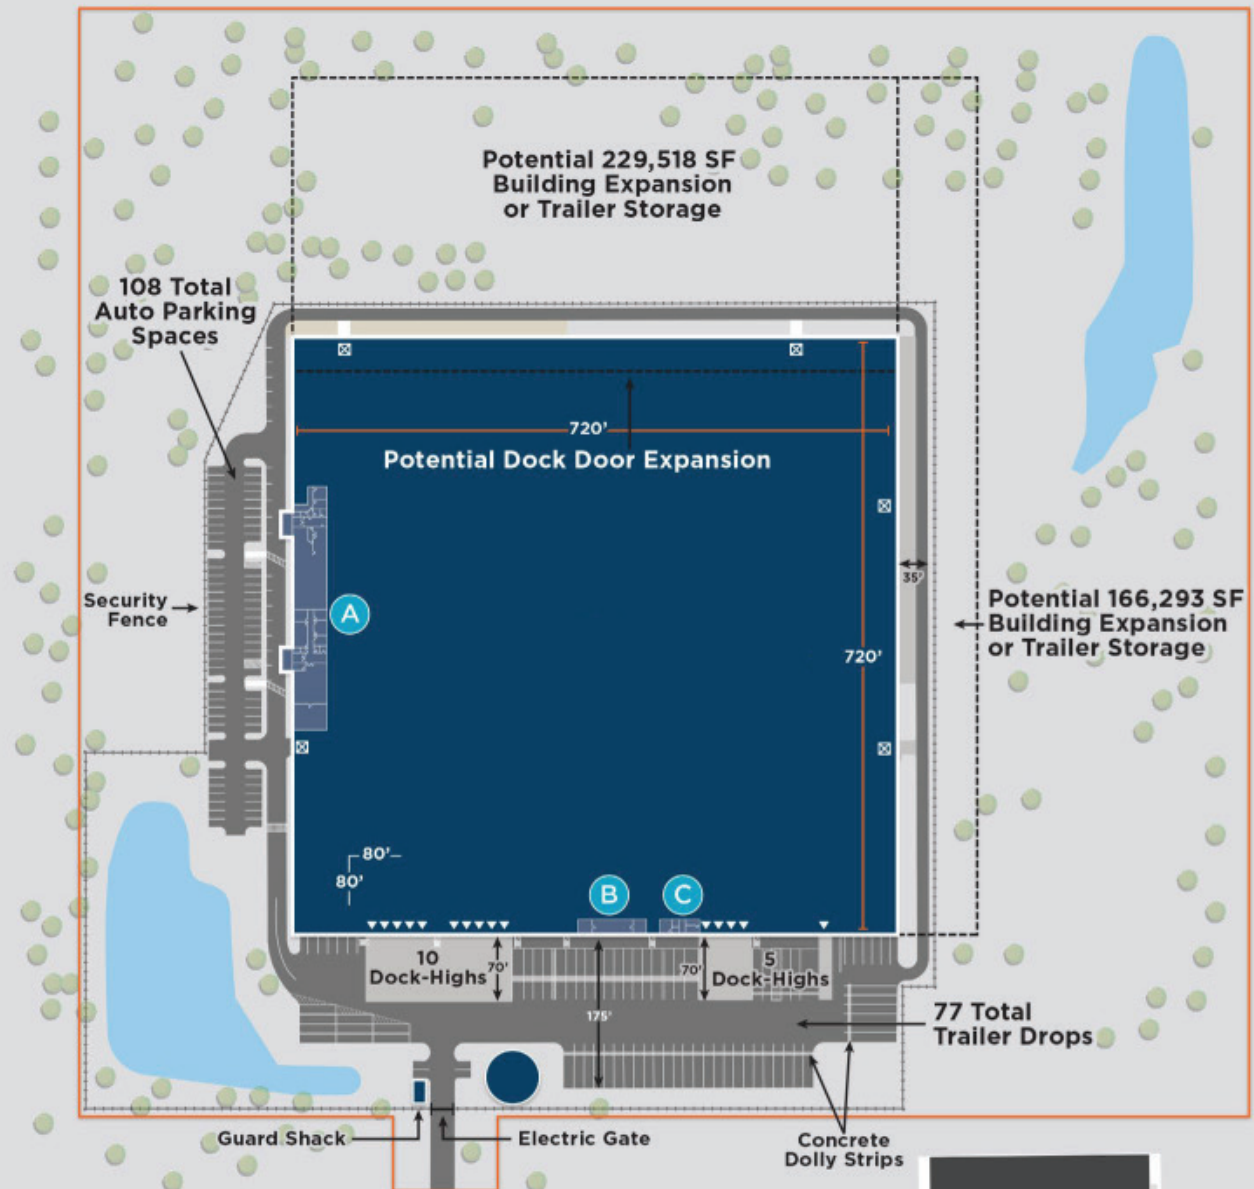 Potential 229,518 SF
Building Expansion
or Trailer Storage
108 Total
Auto Parking
Spaces
720'
Potential Dock Door Expansion
35'
Security
Fence
A
Potential 166,293 SF
Building Expansion
or Trailer Storage
720'
80'
80'
B
C
10
Dock-Highs
70'
70'
5
Dock-Highs
175'
77 Total
Trailer Drops
Guard Shack
Electric Gate
Concrete
Dolly Strips